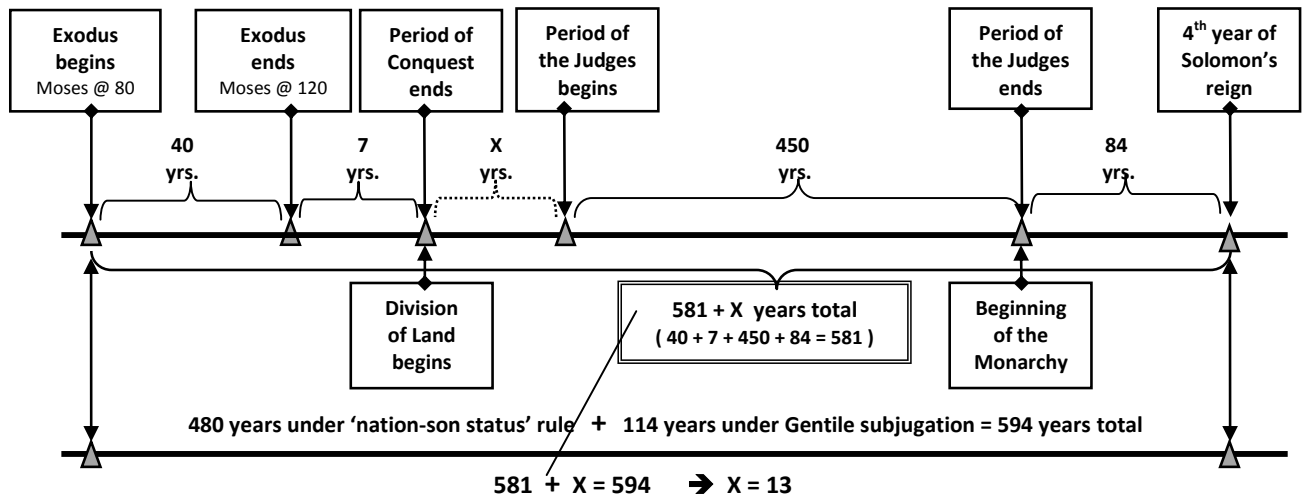 Exodus
begins
Moses @ 80
Exodus
ends
Moses @ 120
Period of
Conquest
ends
Period of
the Judges
begins
Period of
the Judges
ends
4th year of
Solomon's
reign
40
yrs.
7
yrs.
X
yrs.
450
yrs.
84
yrs.
Division
of Land
begins
581 + X years total
( 40 + 7 + 450 + 84 = 581 )
Beginning
of the
Monarchy
480 years under 'nation-son status' rule + 114 years under Gentile subjugation = 594 years total
581 + X = 594 ➔ X = 13